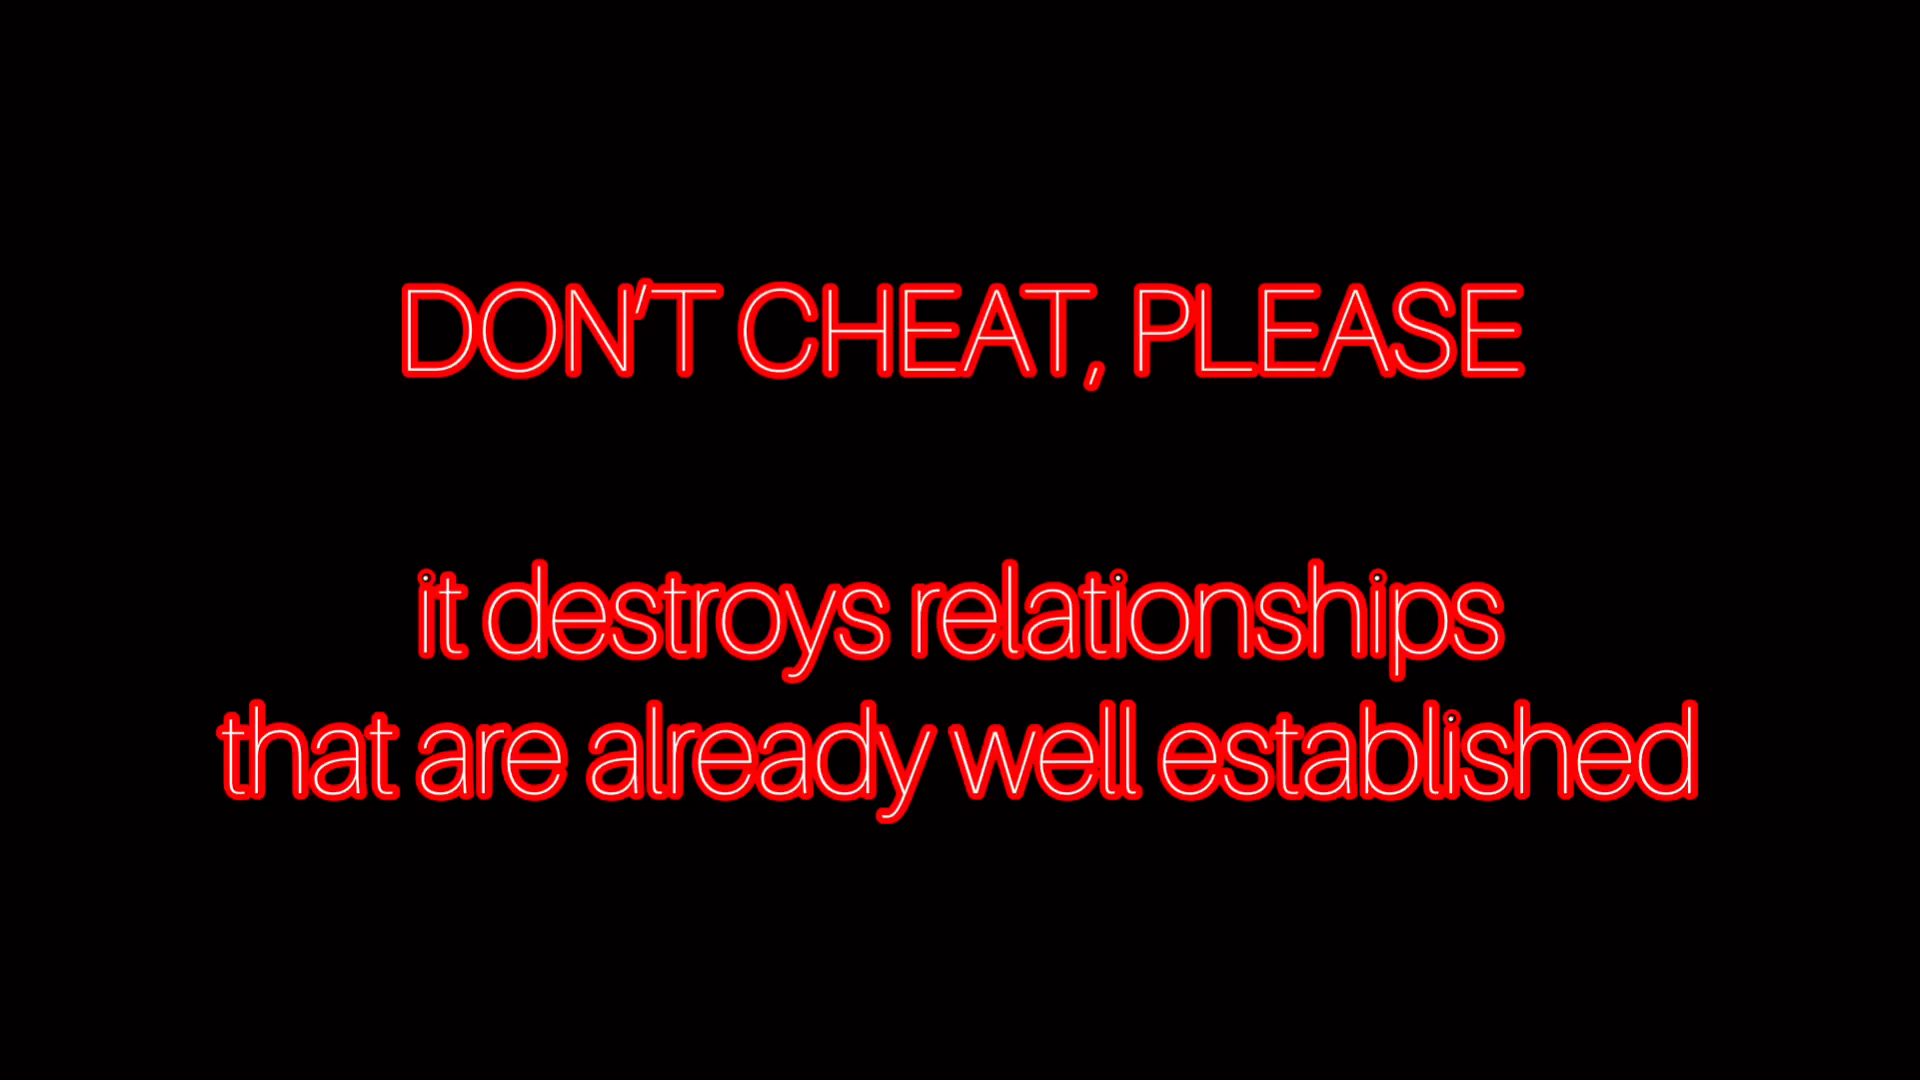 DON'T CHEAT, PLEASE
it destroys relationships
that are already well established